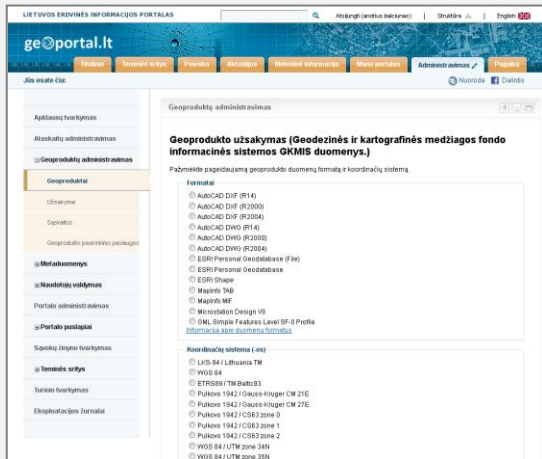 LIETUVOS ERDVINĖS INFORMACIJOS PORTALAS
Atsijungti (andrius balciunas) | Struktūra | English
geoportal.lt
Titulinis
Teminės sritys
Paieška
Aktualijos
Metodinė informacija
Mano portalas
Administravimas
Pagalba
Jūs esate čia:
Nuoroda
Dalintis
Apklausų tvarkymas
Ataskaitų administravimas
Geoproduktų administravimas
Geoproduktai
Užsakymai
Sąskaitos
Geoprodukto pasirinkimo paslaugos
Metaduomenys
Naudotojų valdymas
Portalo administravimas
Portalo puslapiai
Sąvokų žinyno tvarkymas
Teminės sritys
Turinio tvarkymas
Eksploatacijos žurnalai
Geoproduktų administravimas
Geoprodukto užsakymas (Geodezinės ir kartografinės medžiagos fondo
informacinės sistemos GKMIS duomenys.)
Pažymėkite pageidaujamą geoprodukto duomenų formatą ir koordinačių sistemą.
Formatai
AutoCAD DXF (R14)
AutoCAD DXF (R2000)
AutoCAD DXF (R2004)
AutoCAD DWG (R14)
AutoCAD DWG (R2000)
AutoCAD DWG (R2004)
ESRI Personal Geodatabase (File)
ESRI Personal Geodatabase
ESRI Shape
MapInfo TAB
MapInfo MIF
Microstation Design V8
GML Simple Features Level SF-0 Profile
Informacija apie duomenų formatus
Koordinačių sistema (-os)
LKS-94 / Lithuania TM
WGS 84
ETRS89 / TM Baltic93
Pulkovo 1942 / Gauss-Kruger CM 21E
Pulkovo 1942 / Gauss-Kruger CM 27E
Pulkovo 1942 / CS63 zone 0
Pulkovo 1942 / CS63 zone 1
Pulkovo 1942 / CS63 zone 2
WGS 84 / UTM zone 34N
WGS 84 / UTM zone 35N